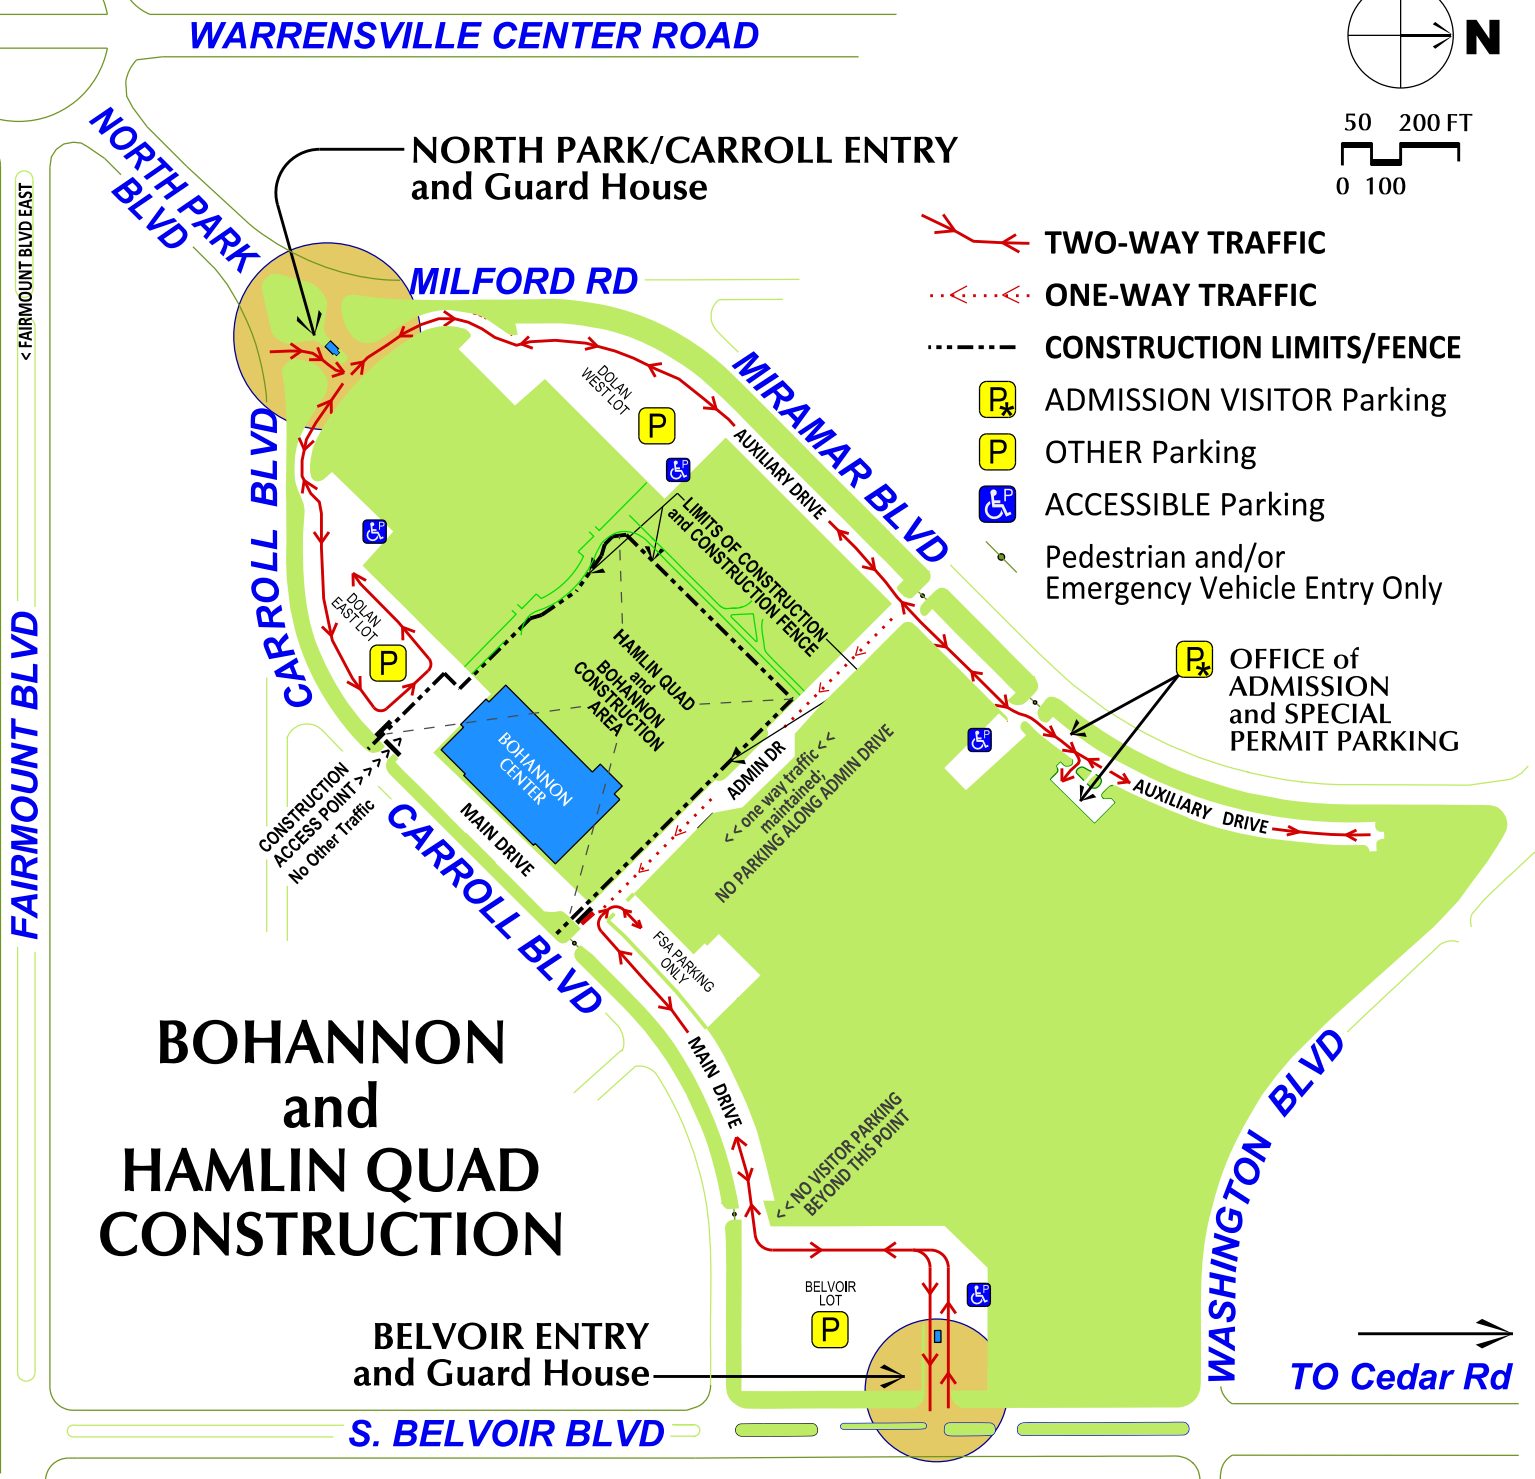 WARRENSVILLE CENTER ROAD
N
50 200 FT
0 100
NORTH PARK
BLVD
NORTH PARK/CARROLL ENTRY
and Guard House
< FAIRMOUNT BLVD EAST
MILFORD RD
TWO-WAY TRAFFIC
ONE-WAY TRAFFIC
CONSTRUCTION LIMITS/FENCE
P* ADMISSION VISITOR Parking
P OTHER Parking
P ACCESSIBLE Parking
Pedestrian and/or
Emergency Vehicle Entry Only
MIRAMAR BLVD
DOLAN
WEST LOT
P
P
AUXILIARY DRIVE
CARROLL BLVD
P
LIMITS OF CONSTRUCTION
and CONSTRUCTION FENCE
DOLAN
EAST LOT
P
HAMLIN QUAD
and
BOHANNON
CONSTRUCTION
AREA
P*
OFFICE of
ADMISSION
and SPECIAL
PERMIT PARKING
FAIRMOUNT BLVD
P
BOHANNON
CENTER
ADMIN DR
<< one way traffic <<
maintained;
NO PARKING ALONG ADMIN DRIVE
AUXILIARY DRIVE
CONSTRUCTION
ACCESS POINT >>>>
No Other Traffic
MAIN DRIVE
CARROLL BLVD
FSA PARKING
ONLY
BOHANNON
and
HAMLIN QUAD
CONSTRUCTION
MAIN DRIVE
<< NO VISITOR PARKING
BEYOND THIS POINT
WASHINGTON BLVD
BELVOIR
LOT
P
P
BELVOIR ENTRY
and Guard House
TO Cedar Rd
S. BELVOIR BLVD